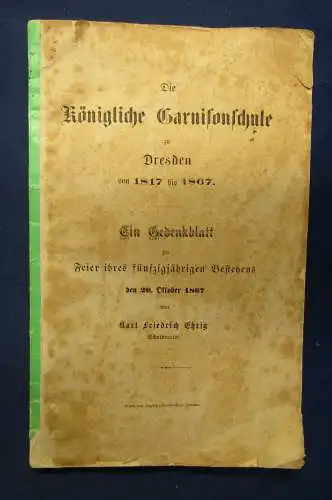 Die
Königliche Garnisonschule
zu
Dresden
von 1817 bis 1867.
Ein Gedenkblatt
zur
Feier ihres fünfzigjährigen Bestehens
den 20. Oktober 1867
von
Karl Friedrich Ehrig